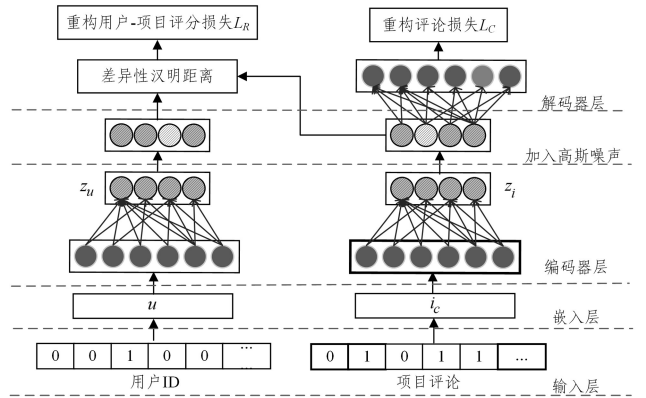 重构用户-项目评分损失L_R
重构评论损失L_C
差异性汉明距离
解码器层
加入高斯噪声
z_u
z_i
编码器层
u
i_c
嵌入层
0 0 1 0 0 ... ...
0 1 0 1 1 ...
用户ID
项目评论
输入层